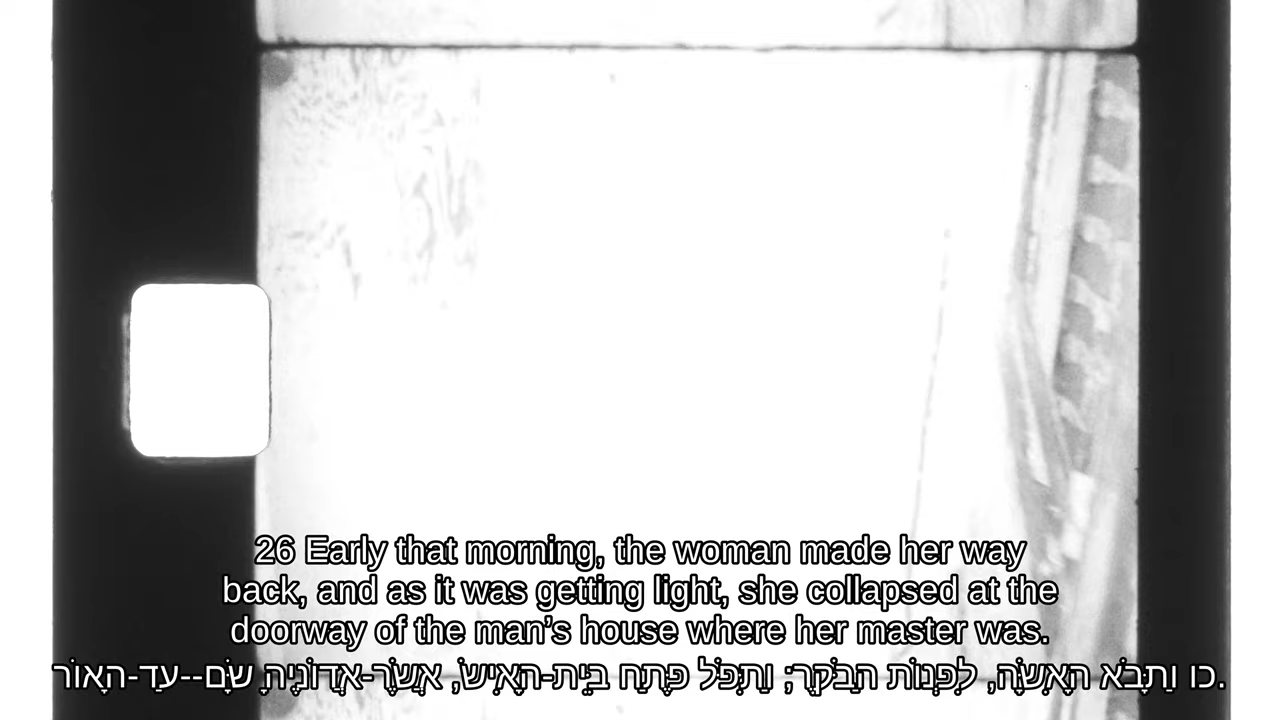 26 Early that morning, the woman made her way
back, and as it was getting light, she collapsed at the
doorway of the man’s house where her master was.
כו וַתָּבֹא הָאִשָּׁה, לִפְנוֹת הַבֹּקֶר; וַתִּפֹּל פֶּתַח בֵּית-הָאִישׁ, אֲשֶׁר-אֲדוֹנֶיהָ שָּׁם--עַד-הָאוֹר.